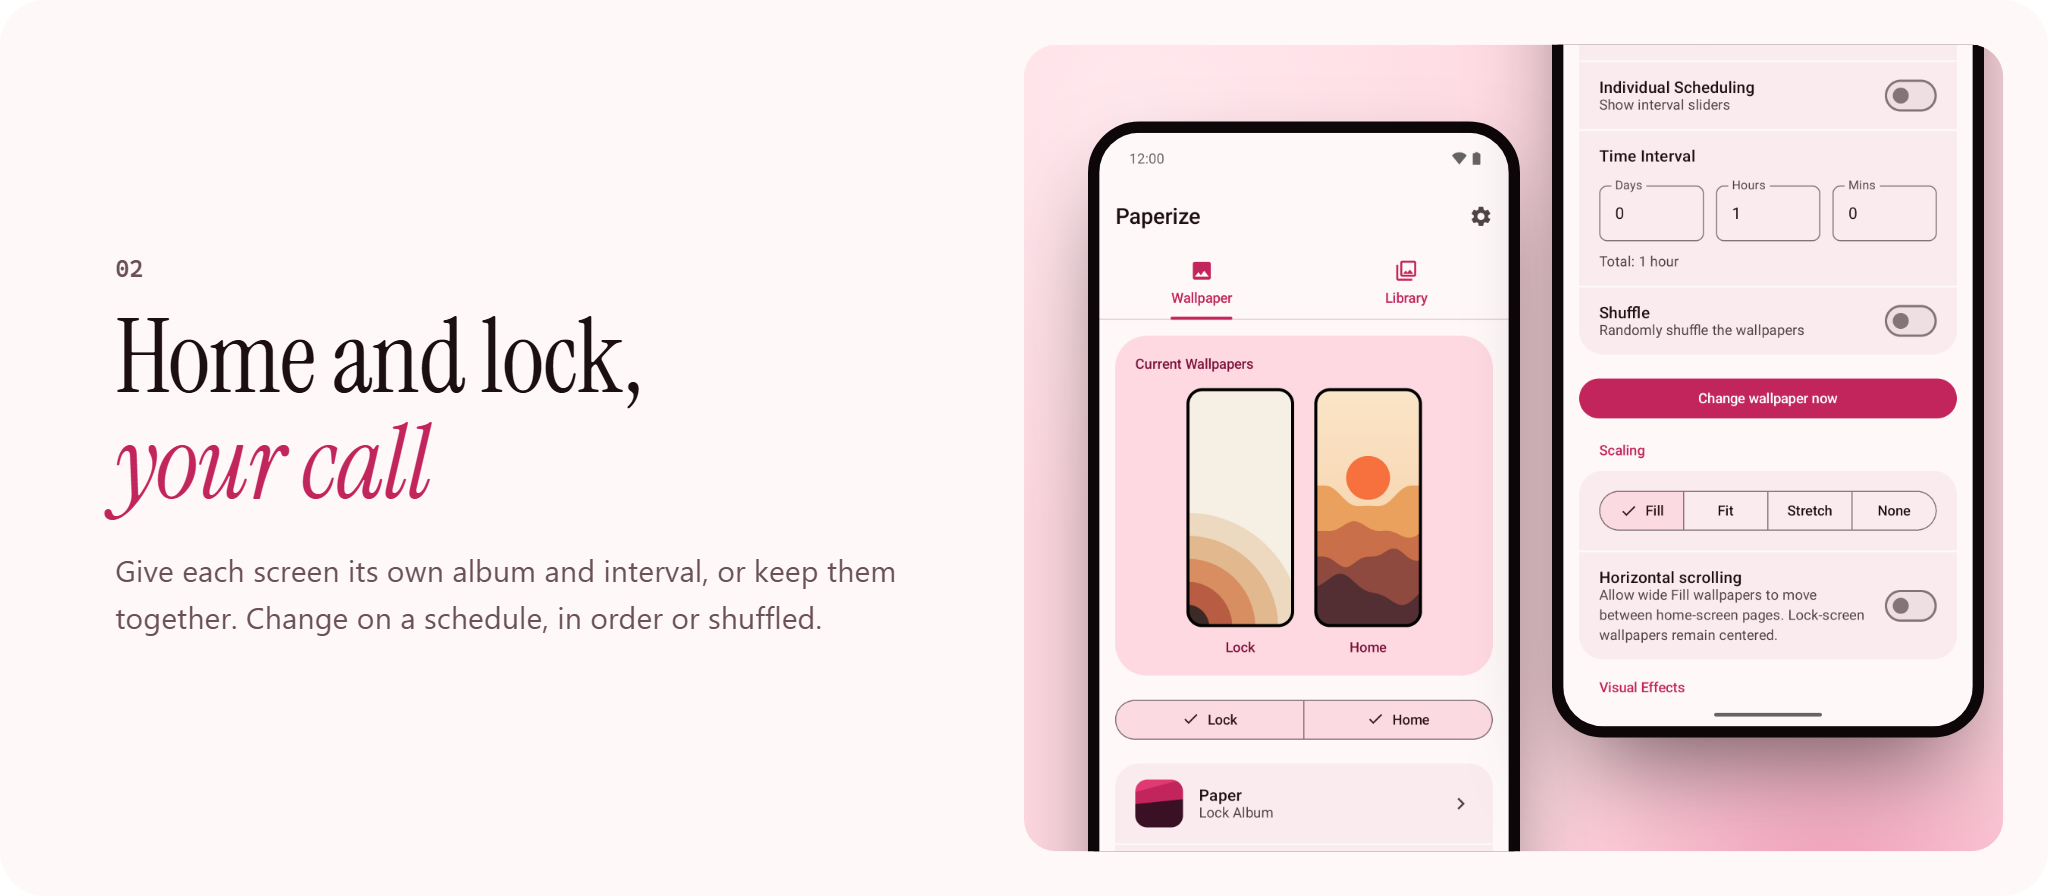 02
Home and lock,
your call
Give each screen its own album and interval, or keep them
together. Change on a schedule, in order or shuffled.
12:00
Paperize
Wallpaper
Library
Current Wallpapers
Lock
Home
Lock
Home
Paper
Lock Album
Individual Scheduling
Show interval sliders
Time Interval
Days
Hours
Mins
0
1
0
Total: 1 hour
Shuffle
Randomly shuffle the wallpapers
Change wallpaper now
Scaling
Fill
Fit
Stretch
None
Horizontal scrolling
Allow wide Fill wallpapers to move
between home-screen pages. Lock-screen
wallpapers remain centered.
Visual Effects